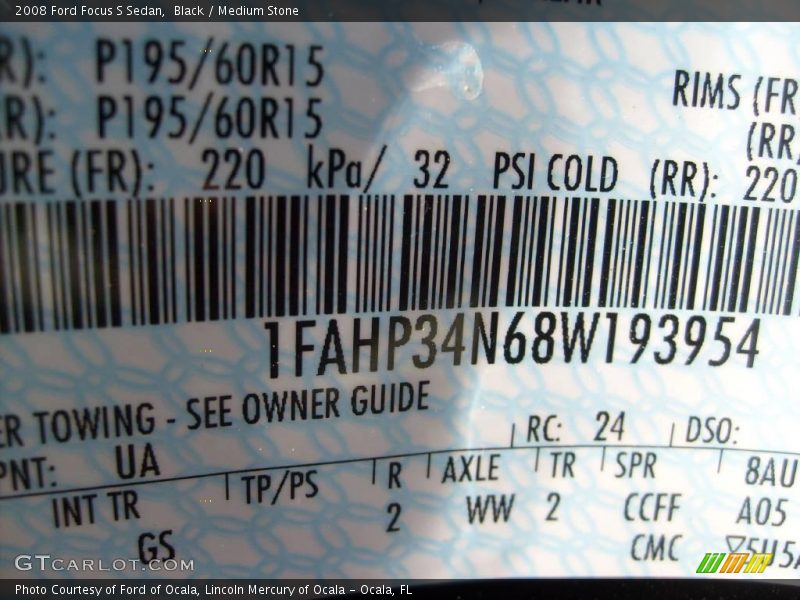 2008 Ford Focus S Sedan, Black / Medium Stone
R): P195/60R15
RIMS (FR
R): P195/60R15
(RR)
URE (FR): 220 kPa/ 32 PSI COLD (RR): 220
1FAHP34N68W193954
ER TOWING - SEE OWNER GUIDE
RC: 24 DSO:
PNT: UA
INT TR TP/PS R AXLE TR SPR 8AU
GS 2 WW 2 CCFF A05
CMC
GTCARLOT.COM
Photo Courtesy of Ford of Ocala, Lincoln Mercury of Ocala - Ocala, FL